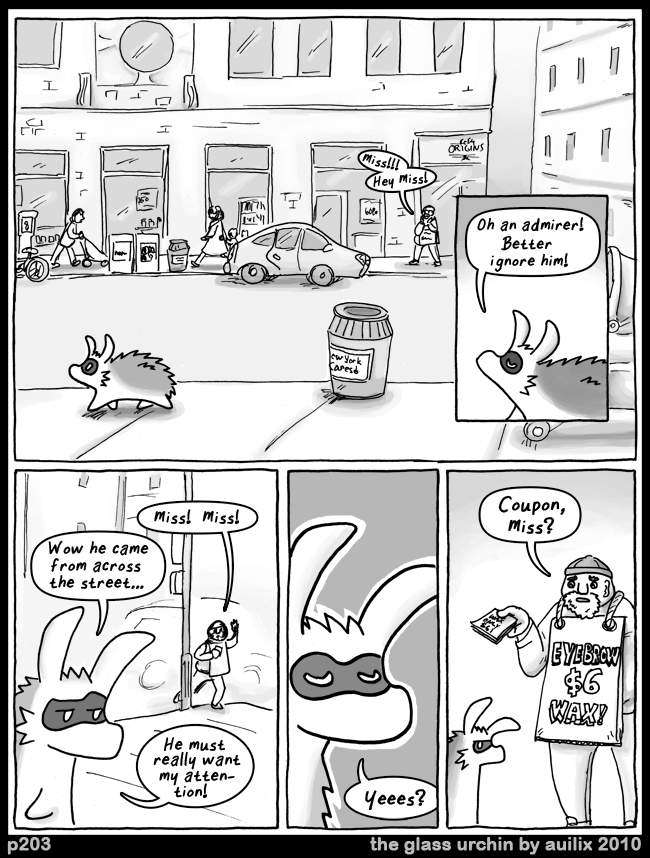 ORIGINS
Miss!!!
Hey Miss!
Oh an admirer!
Better
ignore him!
ew York
Cares
Wow he came
from across
the street...
Miss! Miss!
He must
really want
my atten-
tion!
Yeees?
Coupon,
Miss?
EYEBROW
$6
WAX!
p203
the glass urchin by auilix 2010